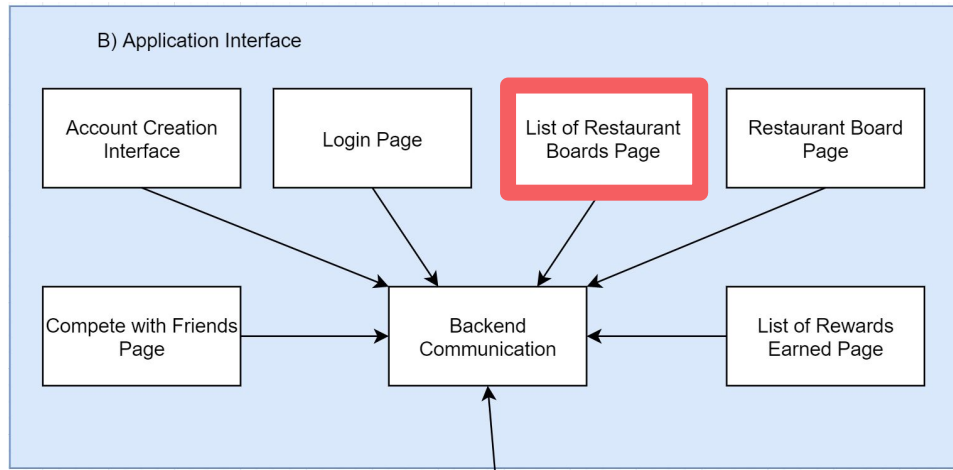 B) Application Interface
Account Creation
Interface
Login Page
List of Restaurant
Boards Page
Restaurant Board
Page
Compete with Friends
Page
Backend
Communication
List of Rewards
Earned Page